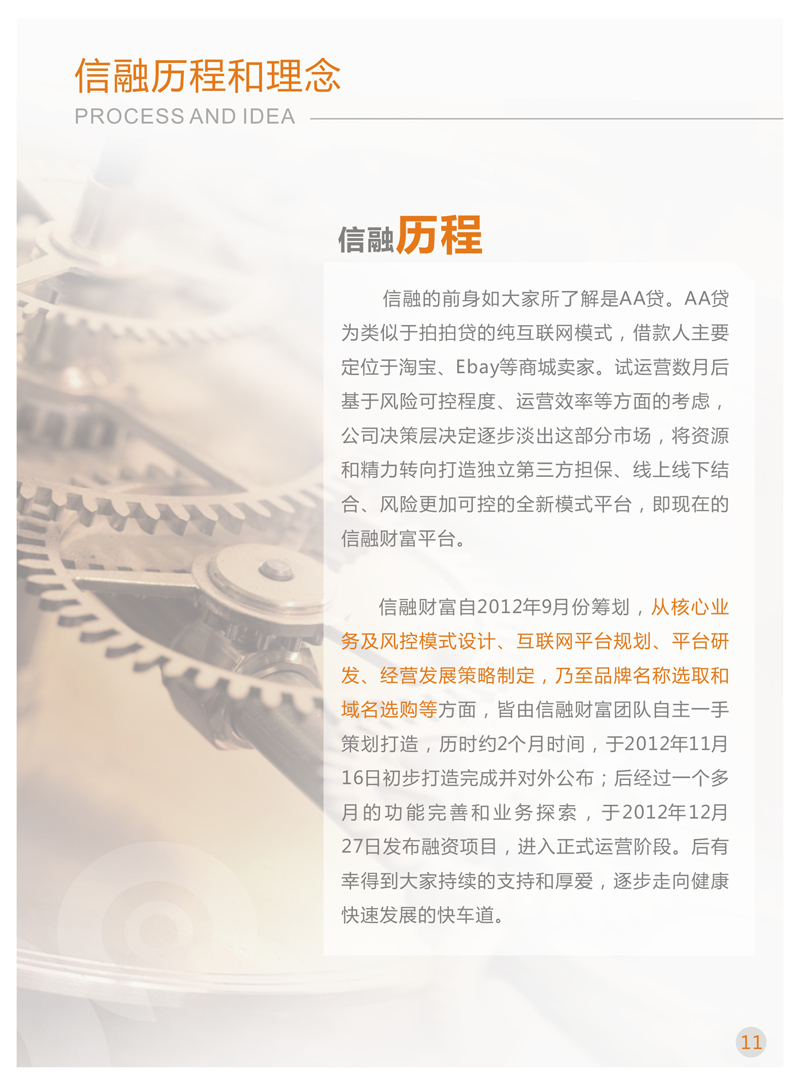 信融历程和理念
PROCESS AND IDEA
信融历程
信融的前身如大家所了解是AA贷。AA贷
为类似于拍拍贷的纯互联网模式，借款人主要
定位于淘宝、Ebay等商城卖家。试运营数月后
基于风险可控程度、运营效率等方面的考虑，
公司决策层决定逐步淡出这部分市场，将资源
和精力转向打造独立第三方担保、线上线下结
合、风险更加可控的全新模式平台，即现在的
信融财富平台。
信融财富自2012年9月份筹划，从核心业
务及风控模式设计、互联网平台规划、平台研
发、经营发展策略制定，乃至品牌名称选取和
域名选购等方面，皆由信融财富团队自主一手
策划打造，历时约2个月时间，于2012年11月
16日初步打造完成并对外公布；后经过一个多
月的功能完善和业务探索，于2012年12月
27日发布融资项目，进入正式运营阶段。后有
幸得到大家持续的支持和厚爱，逐步走向健康
快速发展的快车道。
11